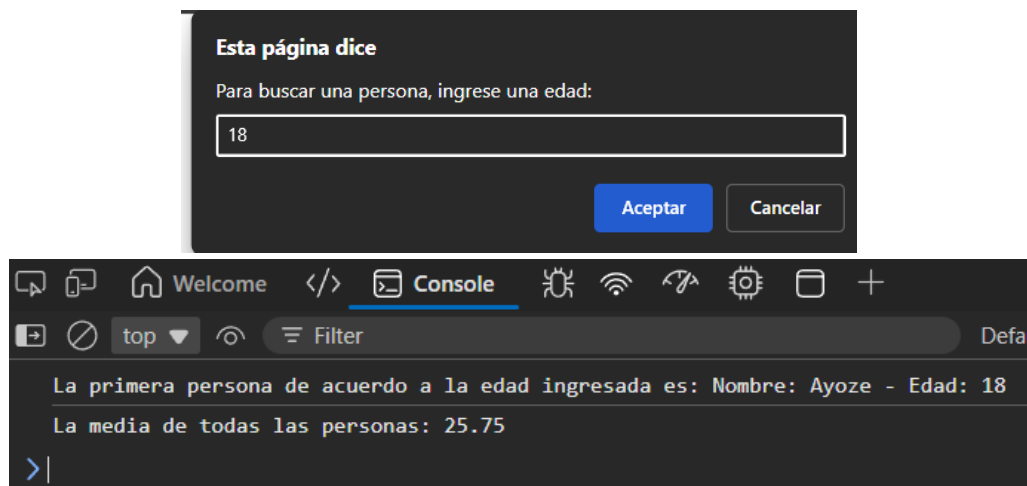 Esta página dice
Para buscar una persona, ingrese una edad:
18
Aceptar Cancelar
Welcome </> Console
top Filter Defa
La primera persona de acuerdo a la edad ingresada es: Nombre: Ayoze - Edad: 18
La media de todas las personas: 25.75
>